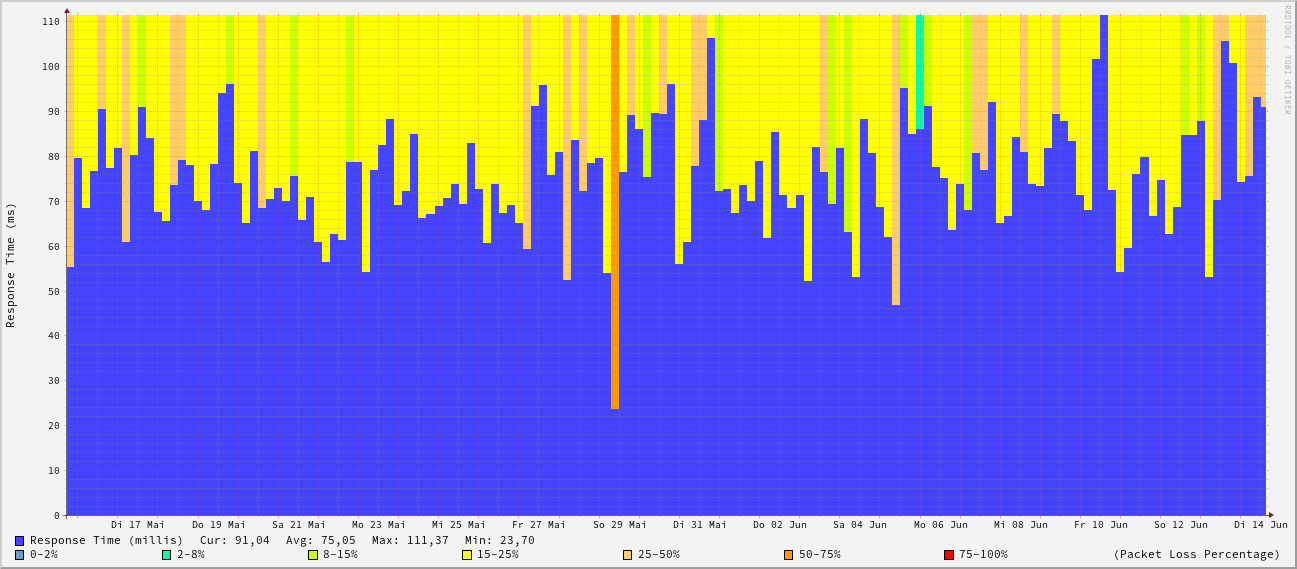 RRDTOOL / TOBI OETIKER
Response Time (ms)
110
100
90
80
70
60
50
40
30
20
10
0
Di 17 Mai Do 19 Mai Sa 21 Mai Mo 23 Mai Mi 25 Mai Fr 27 Mai So 29 Mai Di 31 Mai Do 02 Jun Sa 04 Jun Mo 06 Jun Mi 08 Jun Fr 10 Jun So 12 Jun Di 14 Jun
Response Time (millis) Cur: 91,04 Avg: 75,05 Max: 111,37 Min: 23,70
0-2% 2-8% 8-15% 15-25% 25-50% 50-75% 75-100% (Packet Loss Percentage)